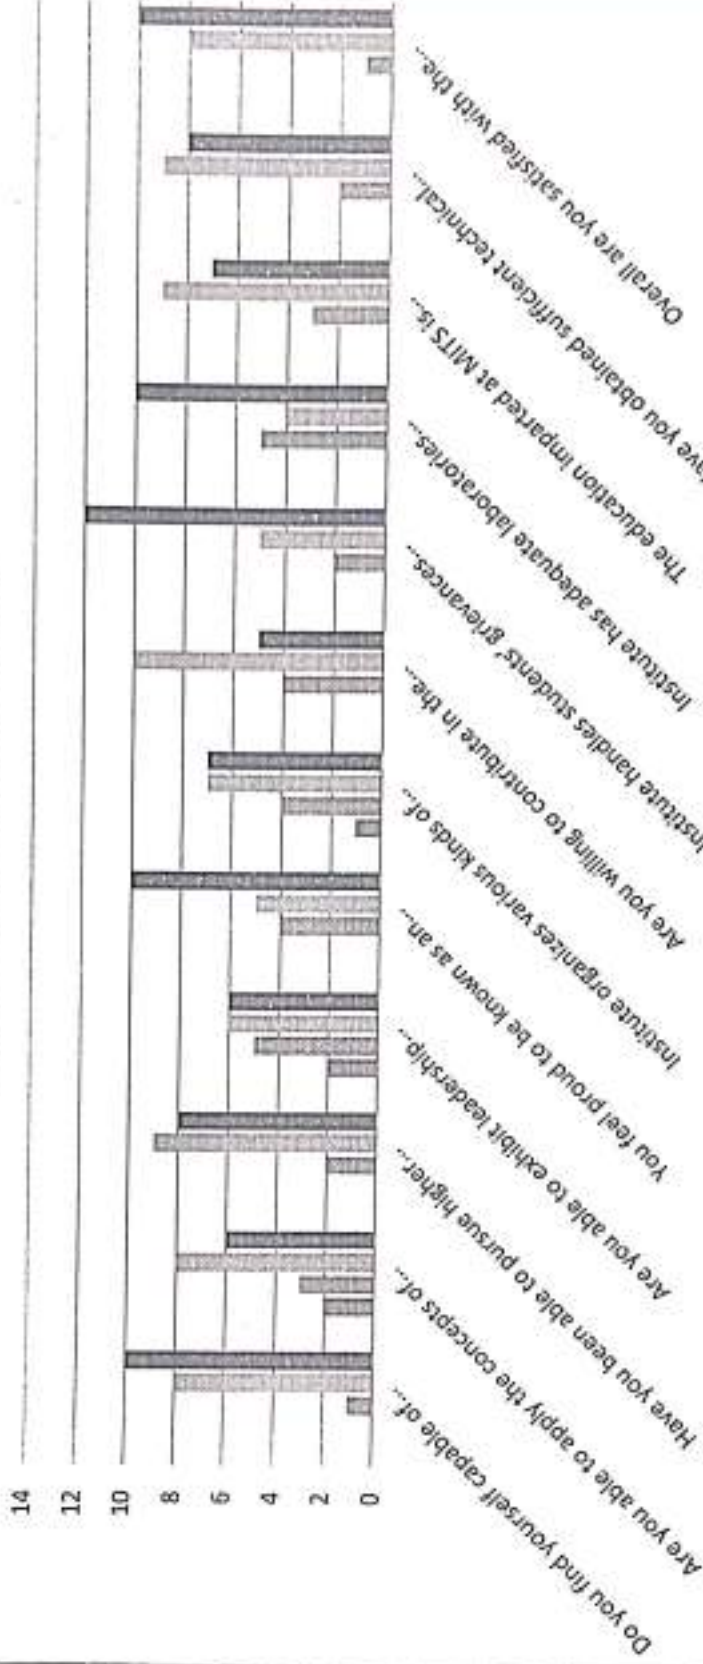 14
12
10
8
6
4
2
0
Do you find yourself capable of...
Are you able to apply the concepts of...
Have you been able to pursue higher...
Are you able to exhibit leadership...
You feel proud to be known as an...
Institute organizes various kinds of...
Are you willing to contribute in the...
Institute handles students' grievances...
Institute has adequate laboratories...
The education imparted at MITS is...
Have you obtained sufficient technical...
Overall are you satisfied with the...